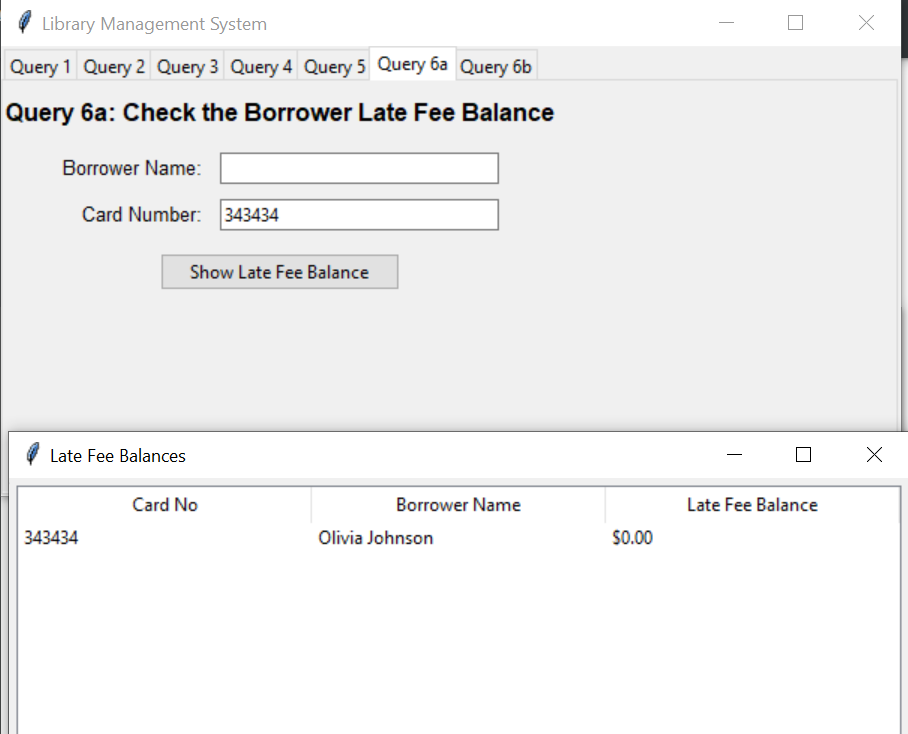 Library Management System
Query 1 Query 2 Query 3 Query 4 Query 5 Query 6a Query 6b
Query 6a: Check the Borrower Late Fee Balance
Borrower Name:
Card Number: 343434
Show Late Fee Balance
Late Fee Balances
Card No Borrower Name Late Fee Balance
343434 Olivia Johnson $0.00